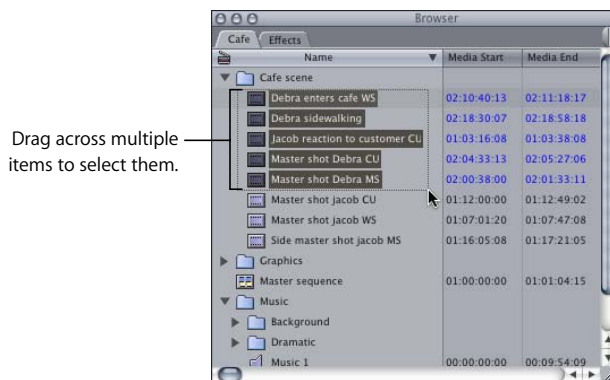 Browser
Cafe Effects
Name Media Start Media End
Cafe scene
Debra enters cafe WS 02:10:40:13 02:11:18:17
Debra sidewalking 02:18:30:07 02:18:58:18
Jacob reaction to customer CU 01:03:16:08 01:03:38:08
Drag across multiple
items to select them.
Master shot Debra CU 02:04:33:13 02:05:27:06
Master shot Debra MS 02:00:38:00 02:01:33:11
Master shot jacob CU 01:12:00:00 01:12:49:02
Master shot jacob WS 01:07:01:20 01:07:47:08
Side master shot jacob MS 01:16:05:08 01:17:21:05
Graphics
Master sequence 01:00:00:00 01:01:04:15
Music
Background
Dramatic
Music 1 00:00:00:00 00:09:54:09